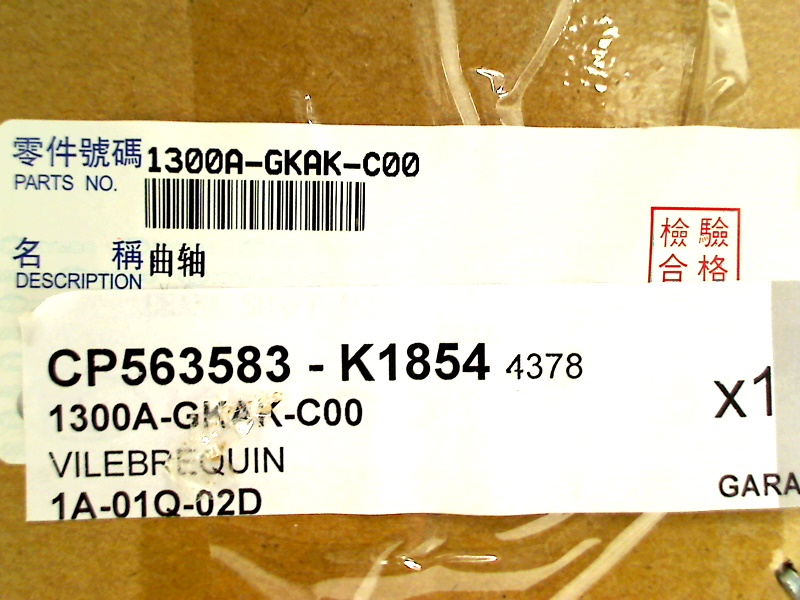 零件號碼 1300A-GKAK-C00
PARTS NO.
名 稱 曲轴
DESCRIPTION
檢驗
合格
CP563583 - K1854 4378
x1
1300A-GKAK-C00
VILEBREQUIN
GARA
1A-01Q-02D